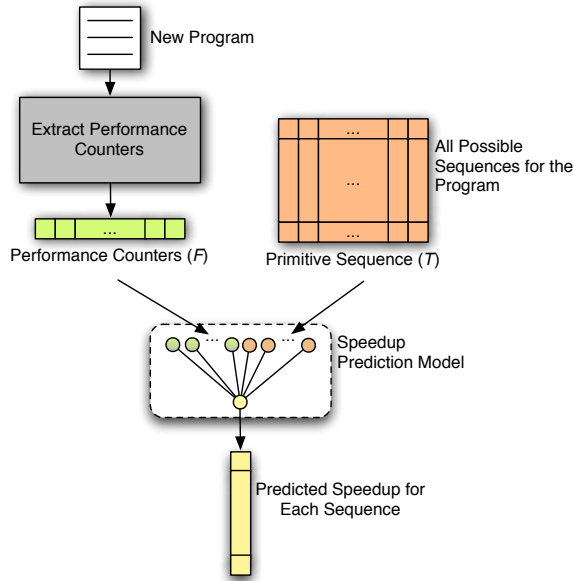 New Program
Extract Performance
Counters
...
Performance Counters (F)
...
...
...
All Possible
Sequences for the
Program
Primitive Sequence (T)
...
...
Speedup
Prediction Model
Predicted Speedup for
Each Sequence